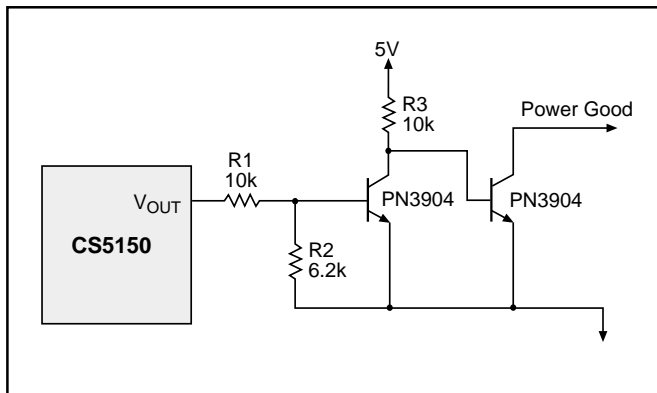 5V
R3
10k
Power Good
R1
10k
PN3904
PN3904
VOUT
CS5150
R2
6.2k